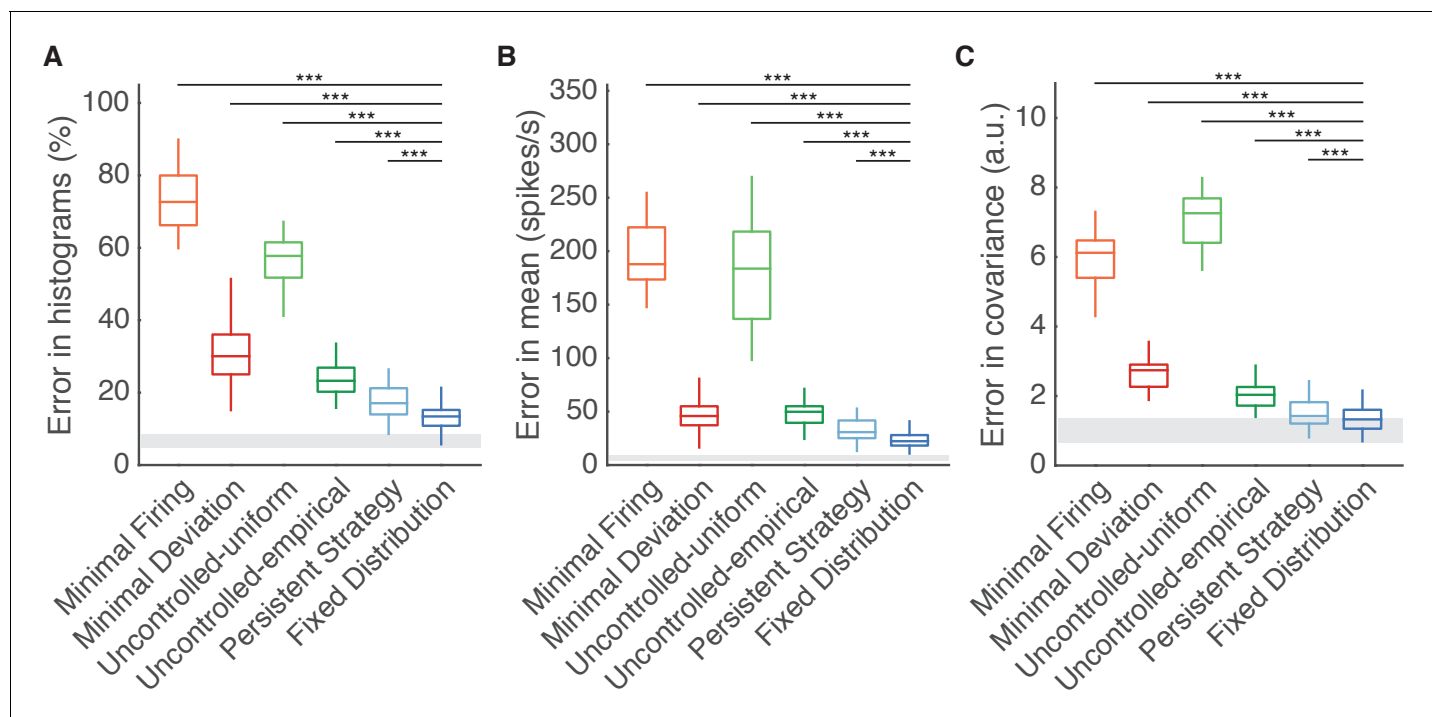 A
Error in histograms (%)
100
80
60
40
20
0
***
***
***
***
***
Minimal Firing
Minimal Deviation
Uncontrolled-uniform
Uncontrolled-empirical
Persistent Strategy
Fixed Distribution
B
Error in mean (spikes/s)
350
300
250
200
150
100
50
0
***
***
***
***
***
Minimal Firing
Minimal Deviation
Uncontrolled-uniform
Uncontrolled-empirical
Persistent Strategy
Fixed Distribution
C
Error in covariance (a.u.)
10
8
6
4
2
0
***
***
***
***
***
Minimal Firing
Minimal Deviation
Uncontrolled-uniform
Uncontrolled-empirical
Persistent Strategy
Fixed Distribution